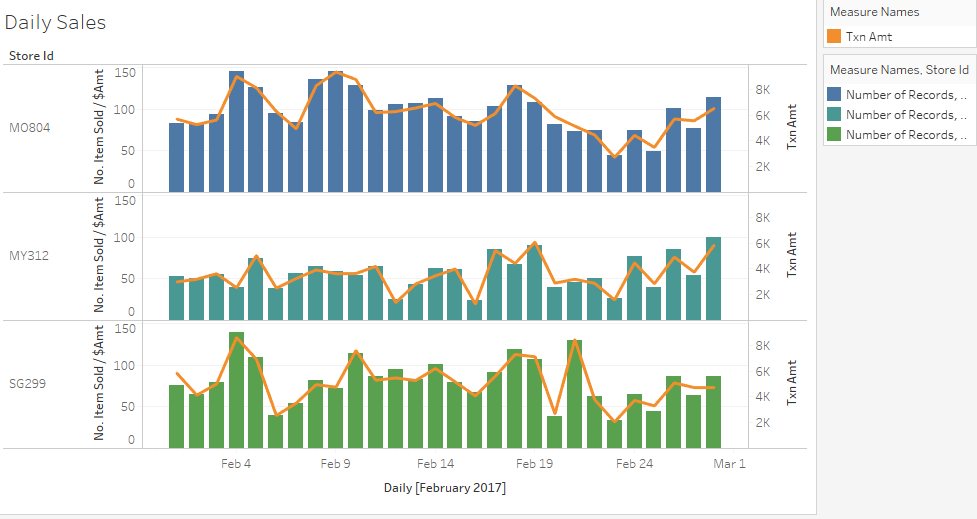 Daily Sales
Store Id
MO804
No. Item Sold / $Amt
150
100
50
0
8K
6K
4K
2K
Txn Amt
MY312
No. Item Sold / $Amt
150
100
50
0
8K
6K
4K
2K
Txn Amt
SG299
No. Item Sold / $Amt
150
100
50
0
8K
6K
4K
2K
Txn Amt
Feb 4 Feb 9 Feb 14 Feb 19 Feb 24 Mar 1
Daily [February 2017]
Measure Names
Txn Amt
Measure Names, Store Id
Number of Records, ..
Number of Records, ..
Number of Records, ..